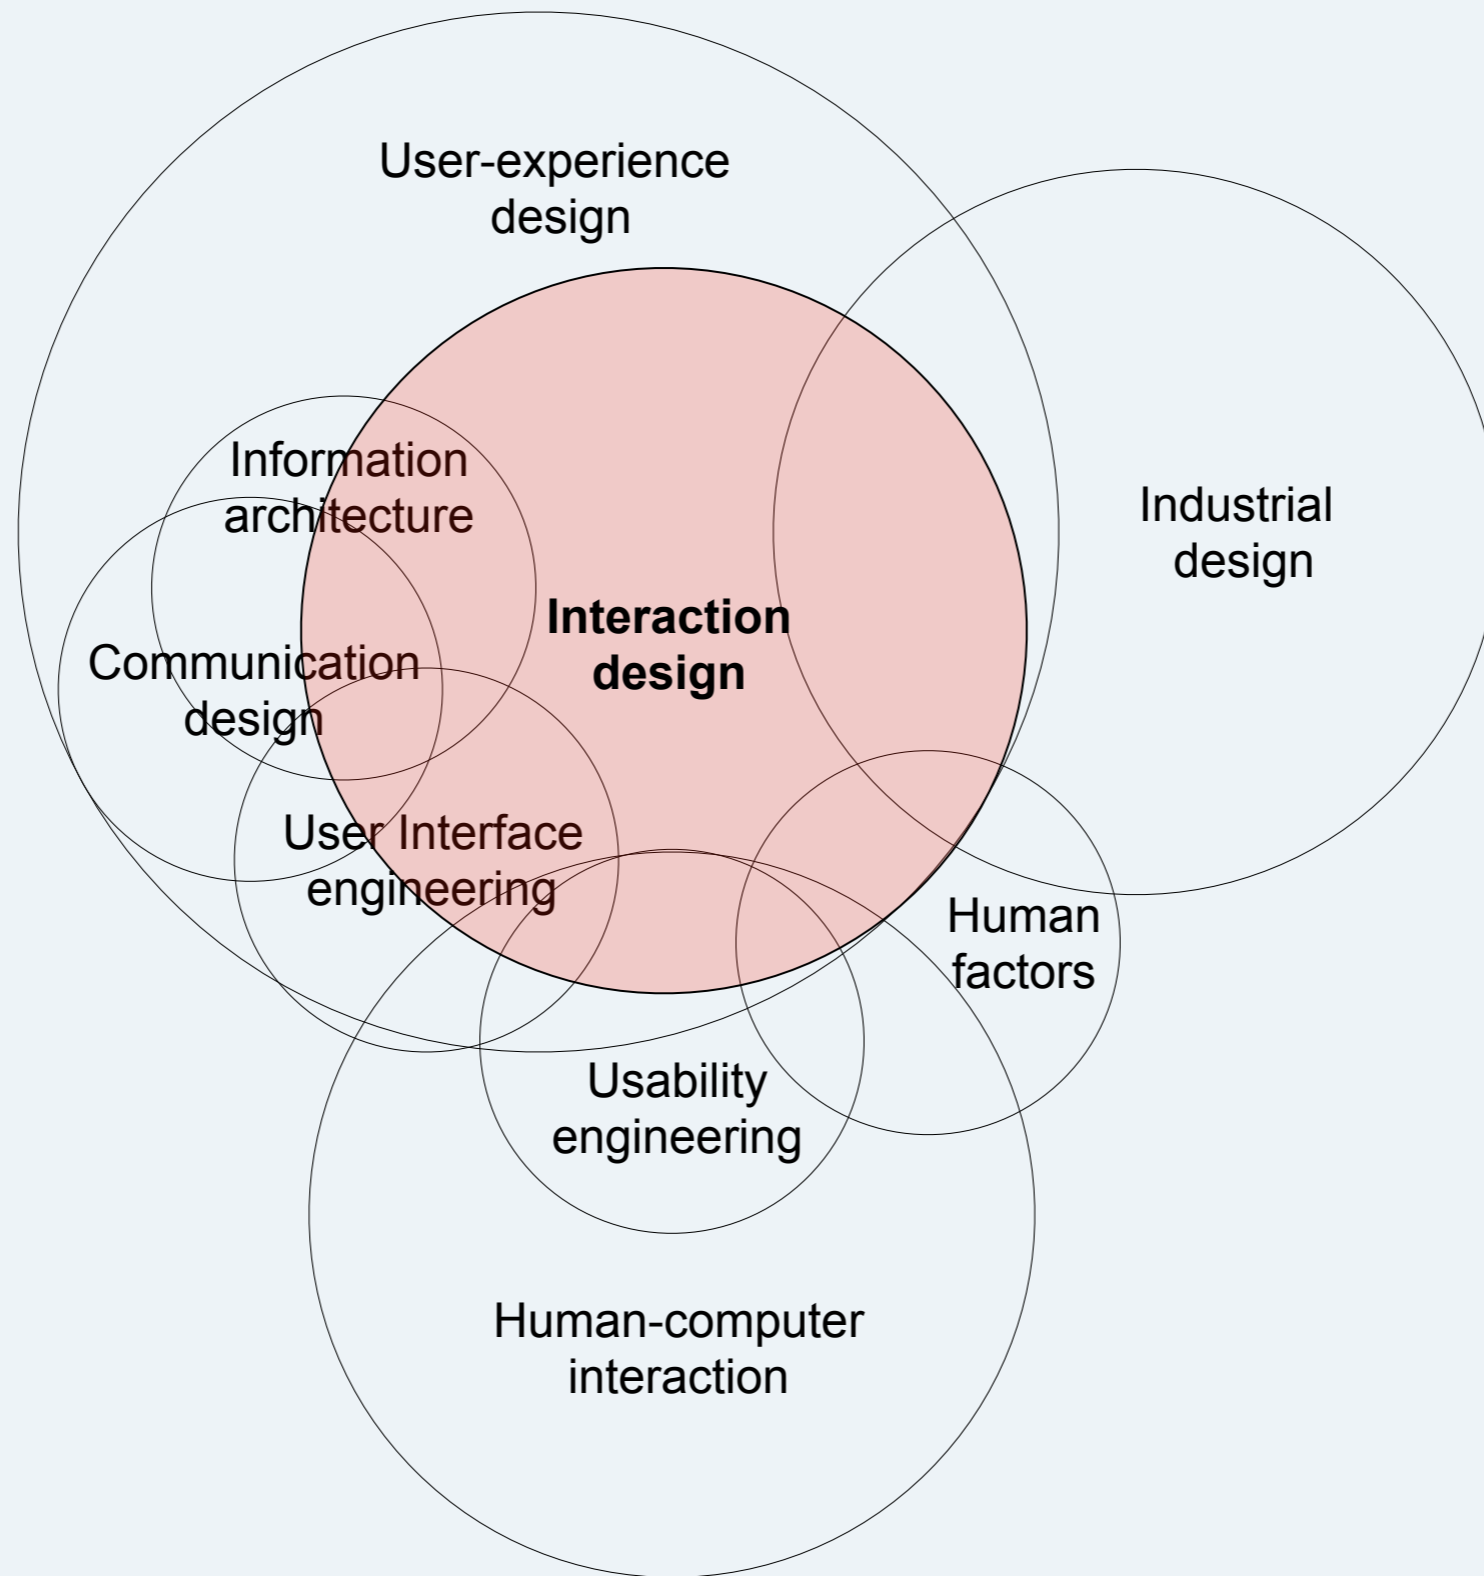 User-experience
design
Information
architecture
Industrial
design
Interaction
design
Communication
design
User Interface
engineering
Human
factors
Usability
engineering
Human-computer
interaction